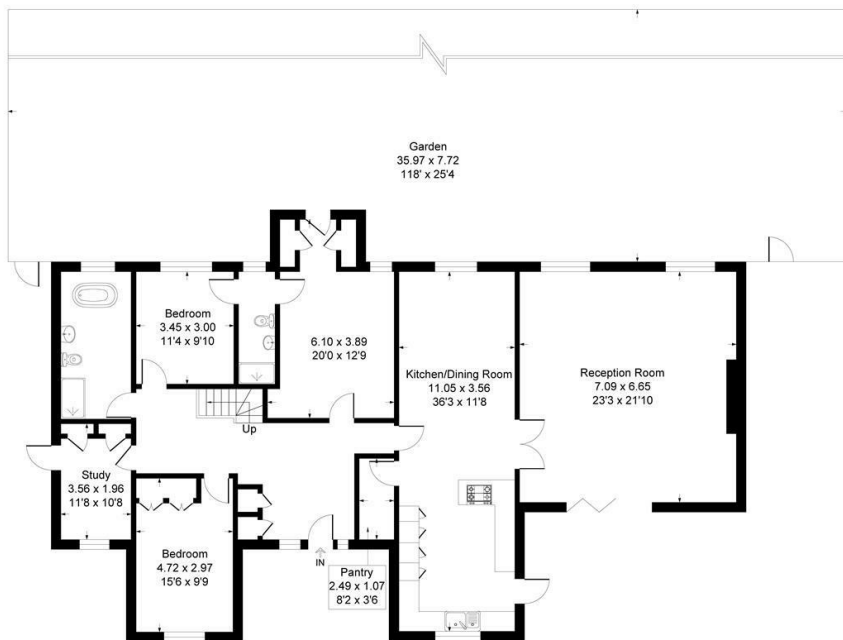 Garden
35.97 x 7.72
118' x 25'4
Bedroom
3.45 x 3.00
11'4 x 9'10
6.10 x 3.89
20'0 x 12'9
Kitchen/Dining Room
11.05 x 3.56
36'3 x 11'8
Reception Room
7.09 x 6.65
23'3 x 21'10
Up
Study
3.56 x 1.96
11'8 x 10'8
Bedroom
4.72 x 2.97
15'6 x 9'9
IN
Pantry
2.49 x 1.07
8'2 x 3'6